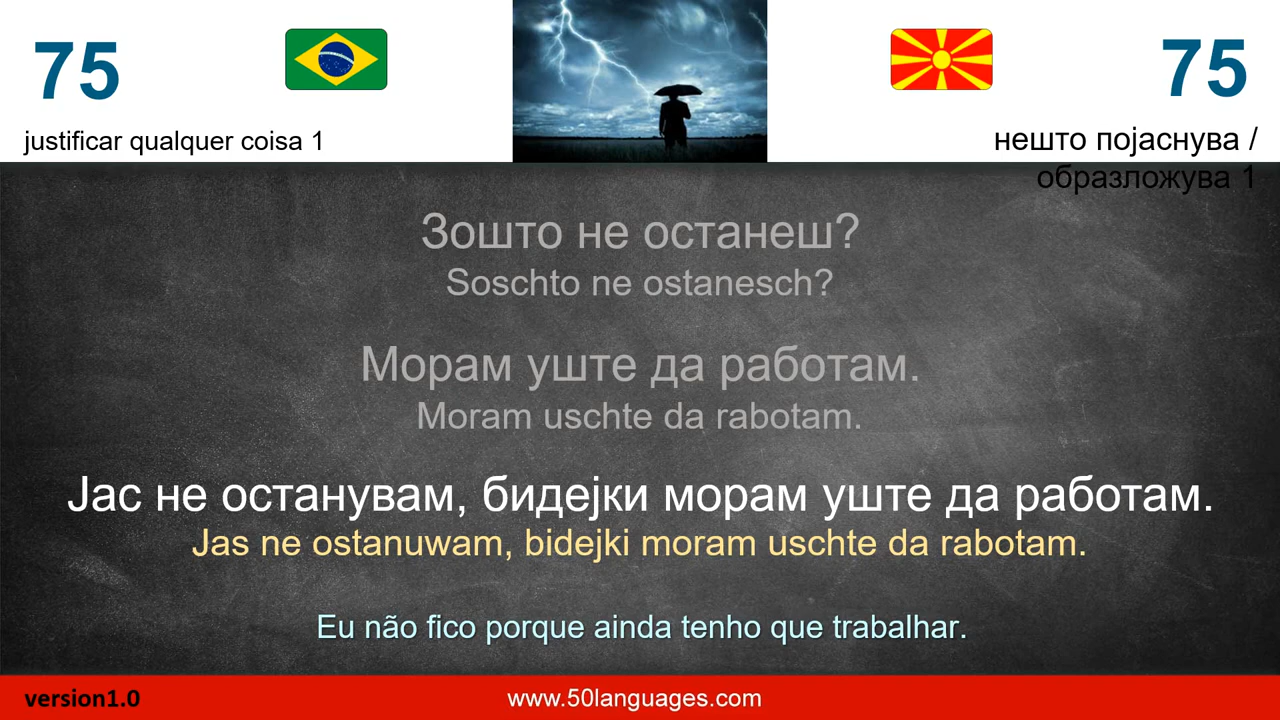 75
75
justificar qualquer coisa 1
нешто појаснува /
образложува 1
Зошто не останеш?
Soschto ne ostanesch?
Морам уште да работам.
Moram uschte da rabotam.
Јас не останувам, бидејки морам уште да работам.
Jas ne ostanuwam, bidejki moram uschte da rabotam.
Eu não fico porque ainda tenho que trabalhar.
version1.0
www.50languages.com